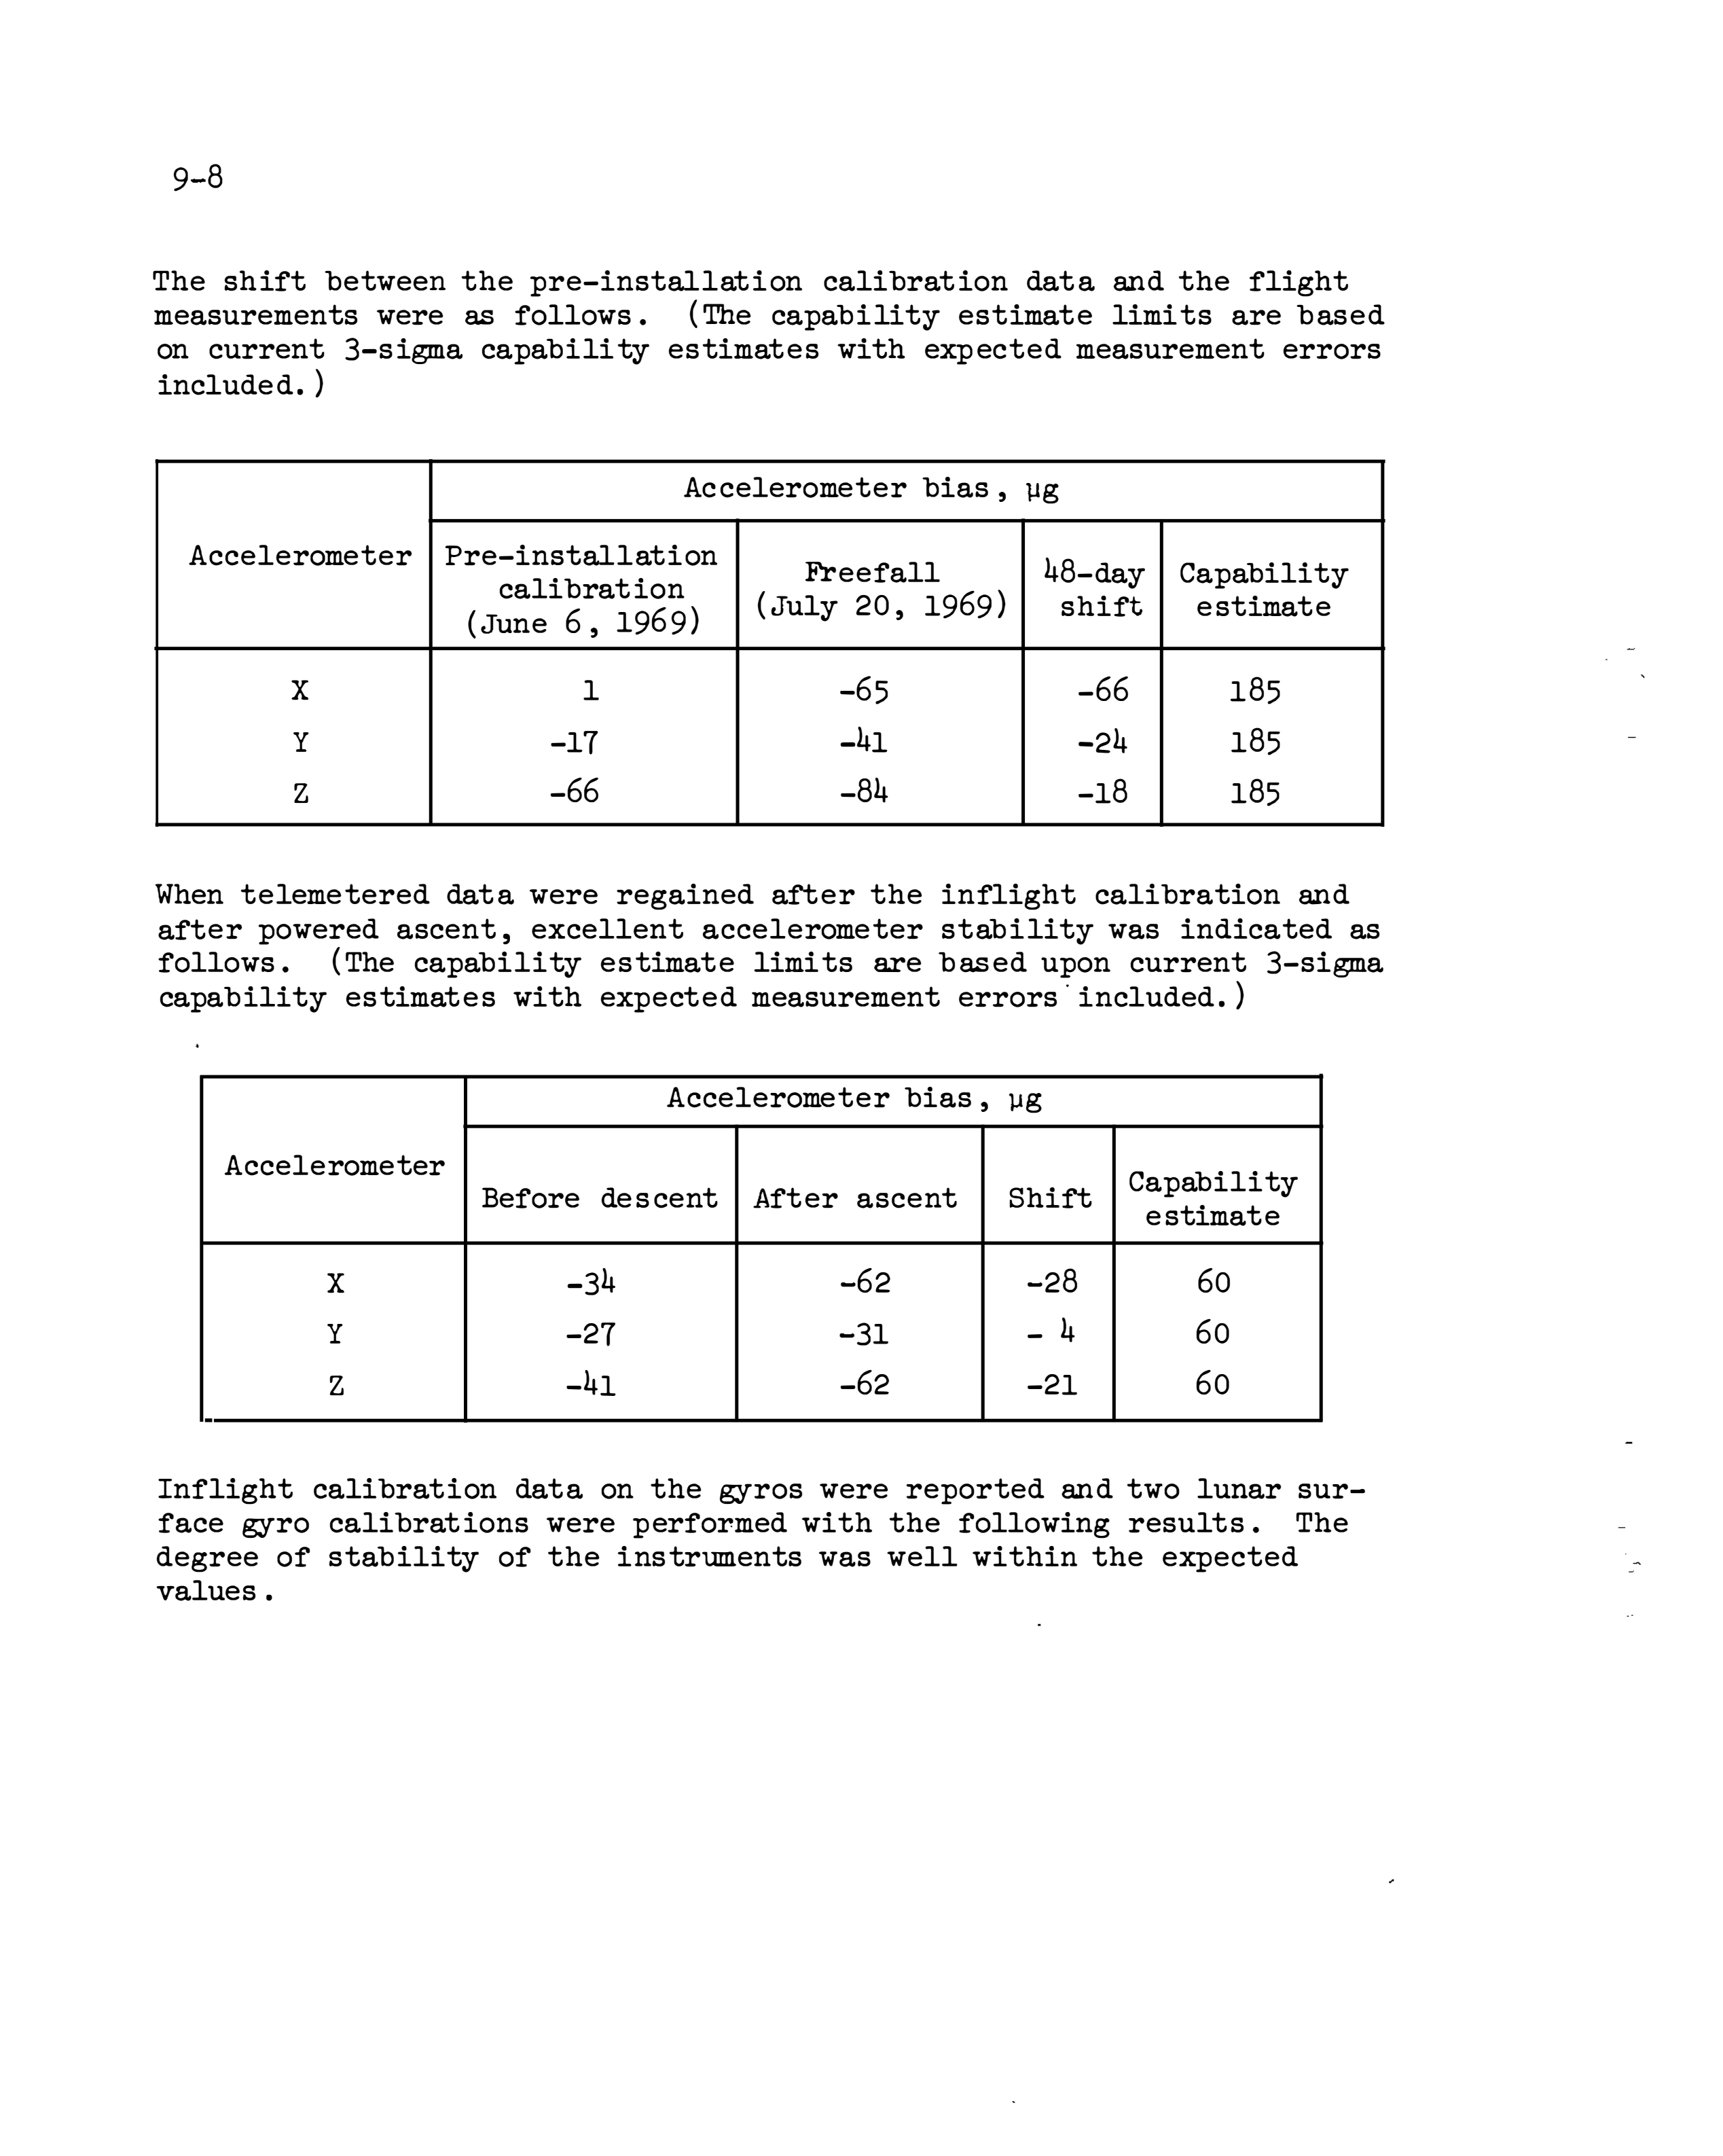 9-8
The shift between the pre-installation calibration data and the flight
measurements were as follows. (The capability estimate limits are based
on current 3-sigma capability estimates with expected measurement errors
included.)
Accelerometer bias, µg
Accelerometer
Pre-installation
calibration
(June 6, 1969)
Freefall
(July 20, 1969)
48-day
shift
Capability
estimate
X 1 -65 -66 185
Y -17 -41 -24 185
Z -66 -84 -18 185
When telemetered data were regained after the inflight calibration and
after powered ascent, excellent accelerometer stability was indicated as
follows. (The capability estimate limits are based upon current 3-sigma
capability estimates with expected measurement errors included.)
Accelerometer bias, µg
Accelerometer
Before descent
After ascent
Shift
Capability
estimate
X -34 -62 -28 60
Y -27 -31 - 4 60
Z -41 -62 -21 60
Inflight calibration data on the gyros were reported and two lunar sur-
face gyro calibrations were performed with the following results. The
degree of stability of the instruments was well within the expected
values.